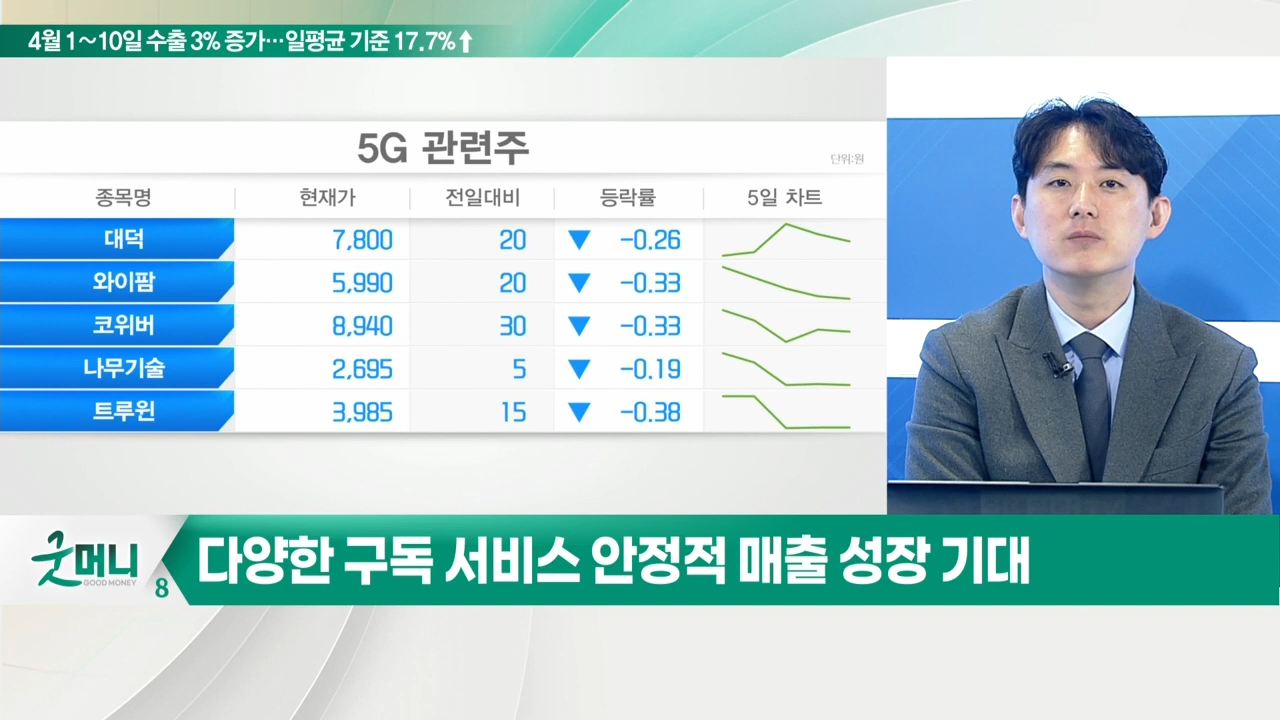 4월 1~10일 수출 3% 증가…일평균 기준 17.7%↑
5G 관련주
단위:원
종목명 현재가 전일대비 등락률 5일 차트
대덕 7,800 20 ▼ -0.26
와이팜 5,990 20 ▼ -0.33
코위버 8,940 30 ▼ -0.33
나무기술 2,695 5 ▼ -0.19
트루윈 3,985 15 ▼ -0.38
굿머니
GOOD MONEY
8
다양한 구독 서비스 안정적 매출 성장 기대